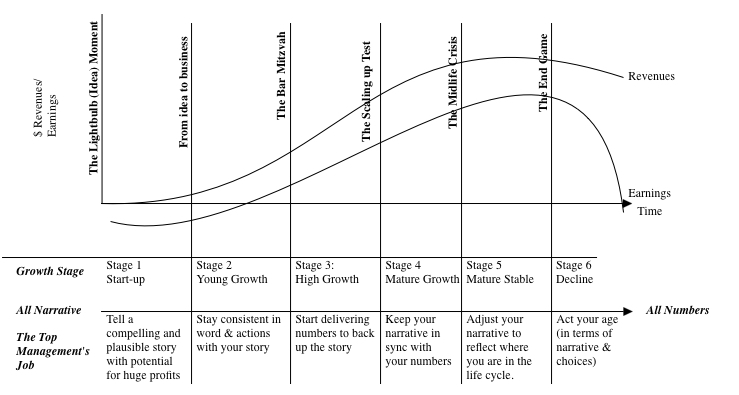 $ Revenues/
Earnings
The Lightbulb (Idea) Moment
From idea to business
The Bar Mitzvah
The Scaling up Test
The Midlife Crisis
The End Game
Revenues
Earnings
Time
Growth Stage
Stage 1
Start-up
Stage 2
Young Growth
Stage 3:
High Growth
Stage 4
Mature Growth
Stage 5
Mature Stable
Stage 6
Decline
All Narrative
All Numbers
The Top
Management's
Job
Tell a
compelling and
plausible story
with potential
for huge profits
Stay consistent in
word & actions
with your story
Start delivering
numbers to back
up the story
Keep your
narrative in
sync with
your numbers
Adjust your
narrative to
reflect where
you are in the
life cycle.
Act your age
(in terms of
narrative &
choices)